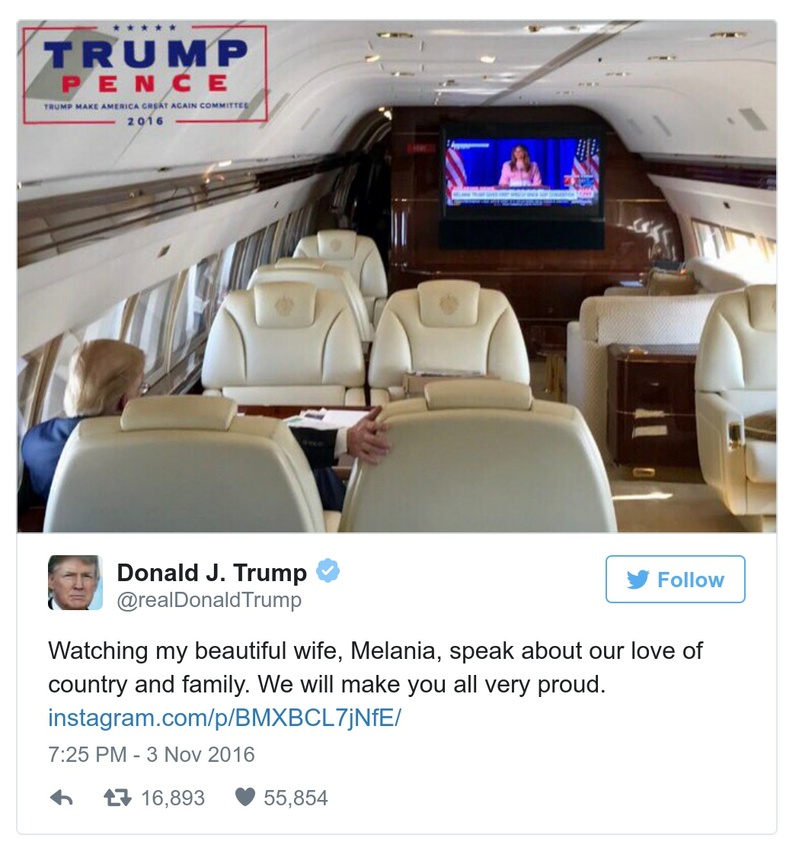 TRUMP
PENCE
TRUMP MAKE AMERICA GREAT AGAIN COMMITTEE
2016
Donald J. Trump
@realDonaldTrump
Follow
Watching my beautiful wife, Melania, speak about our love of
country and family. We will make you all very proud.
instagram.com/p/BMXBCL7jNfE/
7:25 PM - 3 Nov 2016
16,893 55,854